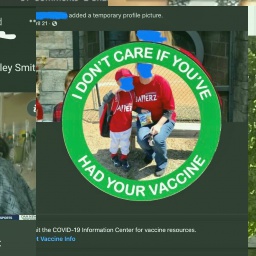 added a temporary profile picture.
21
ley Smit
I DON'T CARE IF YOU'VE
HAD YOUR VACCINE
SPORTS
it the COVID-19 Information Center for vaccine resources.
t Vaccine Info